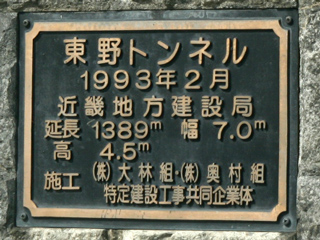 東野トンネル
1993年2月
近畿地方建設局
延長 1389m 幅 7.0m
高 4.5m
施工 (株)大林組・(株)奥村組
特定建設工事共同企業体